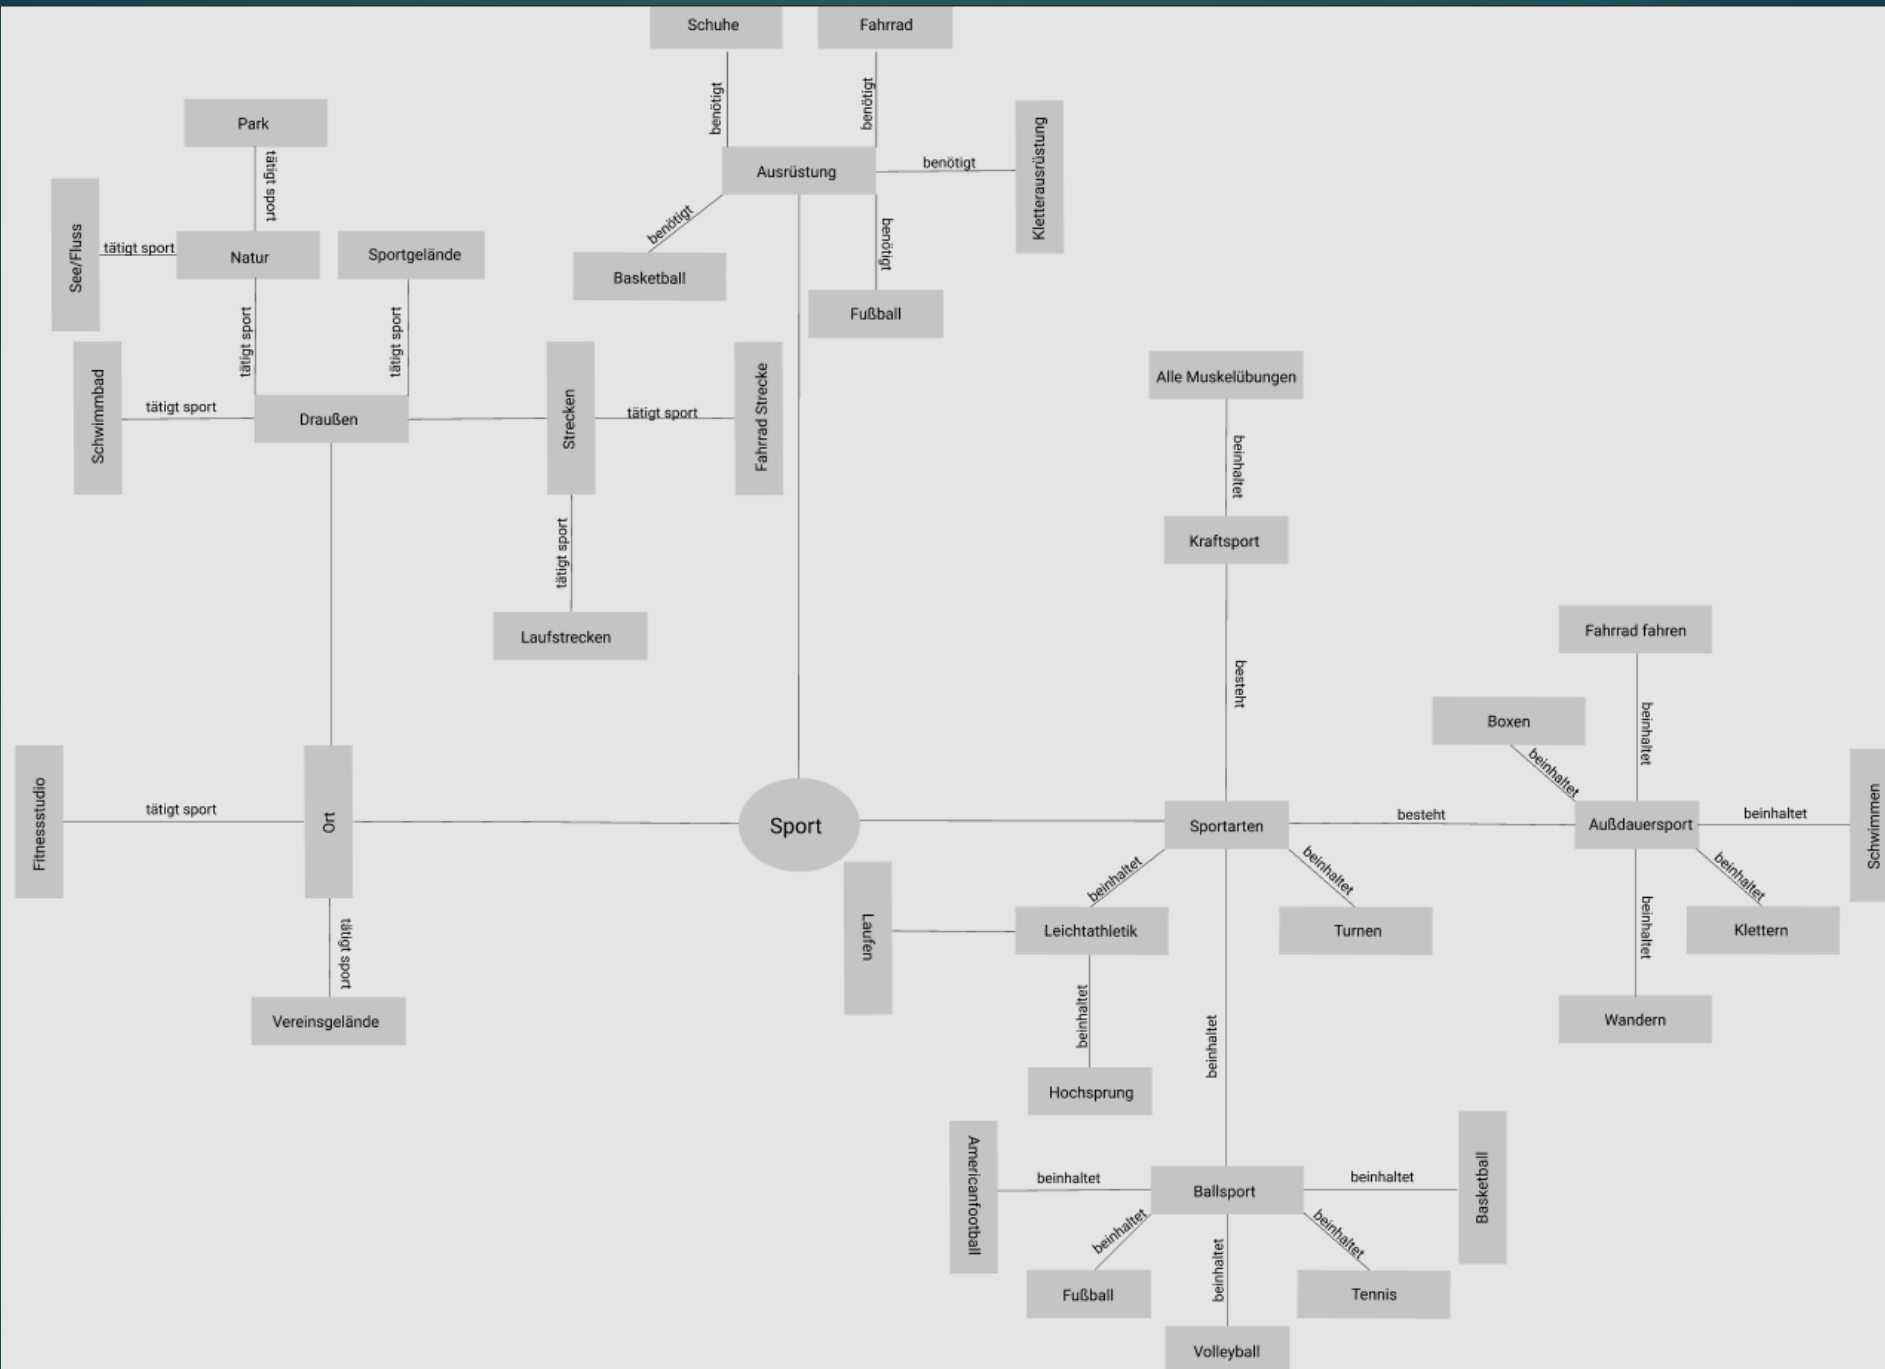 Schuhe
Fahrrad
benötigt
benötigt
Park
Ausrüstung
benötigt
Kletterausrüstung
tätigt sport
See/Fluss
tätigt sport
Natur
Sportgelände
benötigt
Basketball
benötigt
Fußball
tätigt sport
tätigt sport
Schwimmbad
tätigt sport
Draußen
Strecken
tätigt sport
Fahrrad Strecke
Alle Muskelübungen
beinhaltet
tätigt sport
Kraftsport
Laufstrecken
besteht
Fahrrad fahren
Boxen
beinhaltet
beinhaltet
Fitnessstudio
tätigt sport
Ort
Sport
Sportarten
besteht
Außdauersport
beinhaltet
Schwimmen
beinhaltet
beinhaltet
beinhaltet
Laufen
Leichtathletik
Turnen
beinhaltet
Klettern
tätigt sport
Vereinsgelände
beinhaltet
beinhaltet
Wandern
Hochsprung
Americanfootball
beinhaltet
Ballsport
beinhaltet
Basketball
beinhaltet
beinhaltet
beinhaltet
Fußball
Tennis
Volleyball